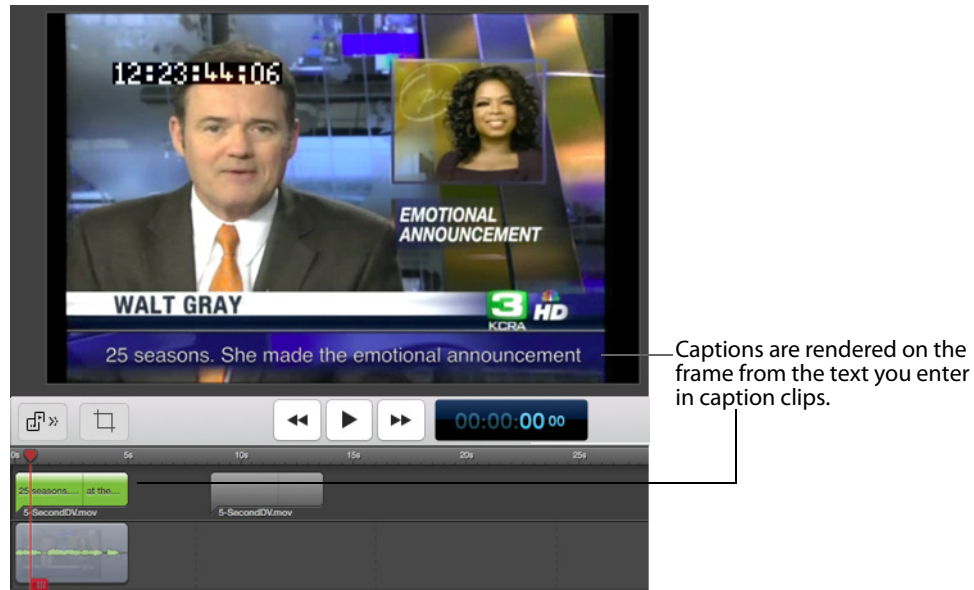 12:23:44;06
EMOTIONAL
ANNOUNCEMENT
WALT GRAY
3
HD
KCRA
25 seasons. She made the emotional announcement
Captions are rendered on the
frame from the text you enter
in caption clips.
00:00:00 00
0s 5s 10s 15s 20s 25s
25 seasons.... at the....
5-SecondDV.mov 5-SecondDV.mov